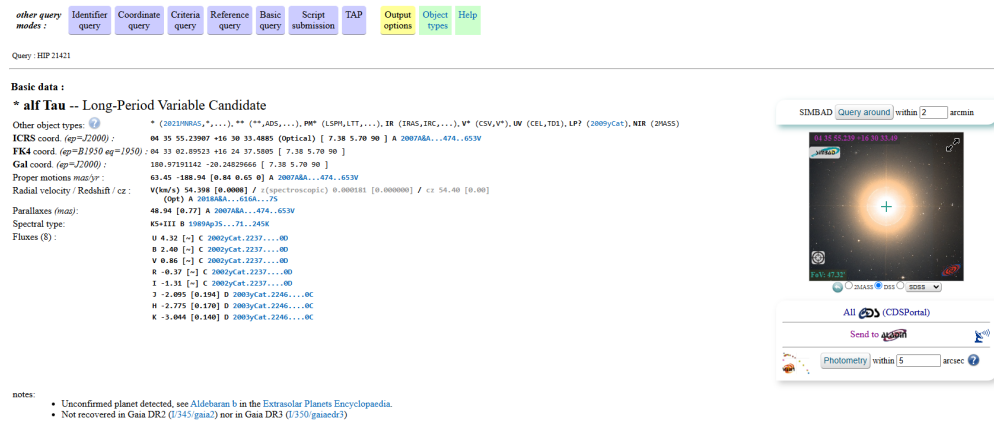 other query modes :
Identifier query
Coordinate query
Criteria query
Reference query
Basic query
Script submission
TAP
Output options
Object types
Help
Query : HIP 21421
Basic data :
* alf Tau -- Long-Period Variable Candidate
Other object types: ? * (2021MNRAS,*,...), ** (**,ADS,...), PM* (LSPM,LTT,...), IR (IRAS,IRC,...), V* (CSV,V*), UV (CEL,TD1), LP? (2009yCat), NIR (2MASS)
ICRS coord. (ep=J2000) : 04 35 55.23907 +16 30 33.4885 (Optical) [ 7.38 5.70 90 ] A 2007A&A...474..653V
FK4 coord. (ep=B1950 eq=1950) : 04 33 02.89523 +16 24 37.5805 [ 7.38 5.70 90 ]
Gal coord. (ep=J2000) : 180.97191142 -20.24829666 [ 7.38 5.70 90 ]
Proper motions mas/yr : 63.45 -188.94 [0.84 0.65 0] A 2007A&A...474..653V
Radial velocity / Redshift / cz : V(km/s) 54.398 [0.0008] / z(spectroscopic) 0.000181 [0.000000] / cz 54.40 [0.00]
(Opt) A 2018A&A...616A...7S
Parallaxes (mas): 48.94 [0.77] A 2007A&A...474..653V
Spectral type: K5+III B 1989ApJS...71..245K
Fluxes (8) : U 4.32 [~] C 2002yCat.2237....0D
B 2.40 [~] C 2002yCat.2237....0D
V 0.86 [~] C 2002yCat.2237....0D
R -0.37 [~] C 2002yCat.2237....0D
I -1.31 [~] C 2002yCat.2237....0D
J -2.095 [0.194] D 2003yCat.2246....0C
H -2.775 [0.170] D 2003yCat.2246....0C
K -3.044 [0.140] D 2003yCat.2246....0C
SIMBAD Query around within 2 arcmin
04 35 55.239 +16 30 33.49
SIMBAD
FoV: 47.32'
2MASS DSS SDSS
All CDS (CDSPortal)
Send to Aladin
Photometry within 5 arcsec ?
notes:
• Unconfirmed planet detected, see Aldebaran b in the Extrasolar Planets Encyclopaedia.
• Not recovered in Gaia DR2 (I/345/gaia2) nor in Gaia DR3 (I/350/gaiaedr3)